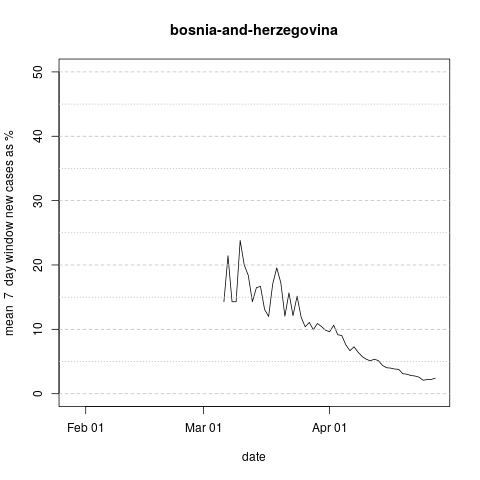 bosnia-and-herzegovina
mean 7 day window new cases as %
50
40
30
20
10
0
Feb 01
Mar 01
Apr 01
date